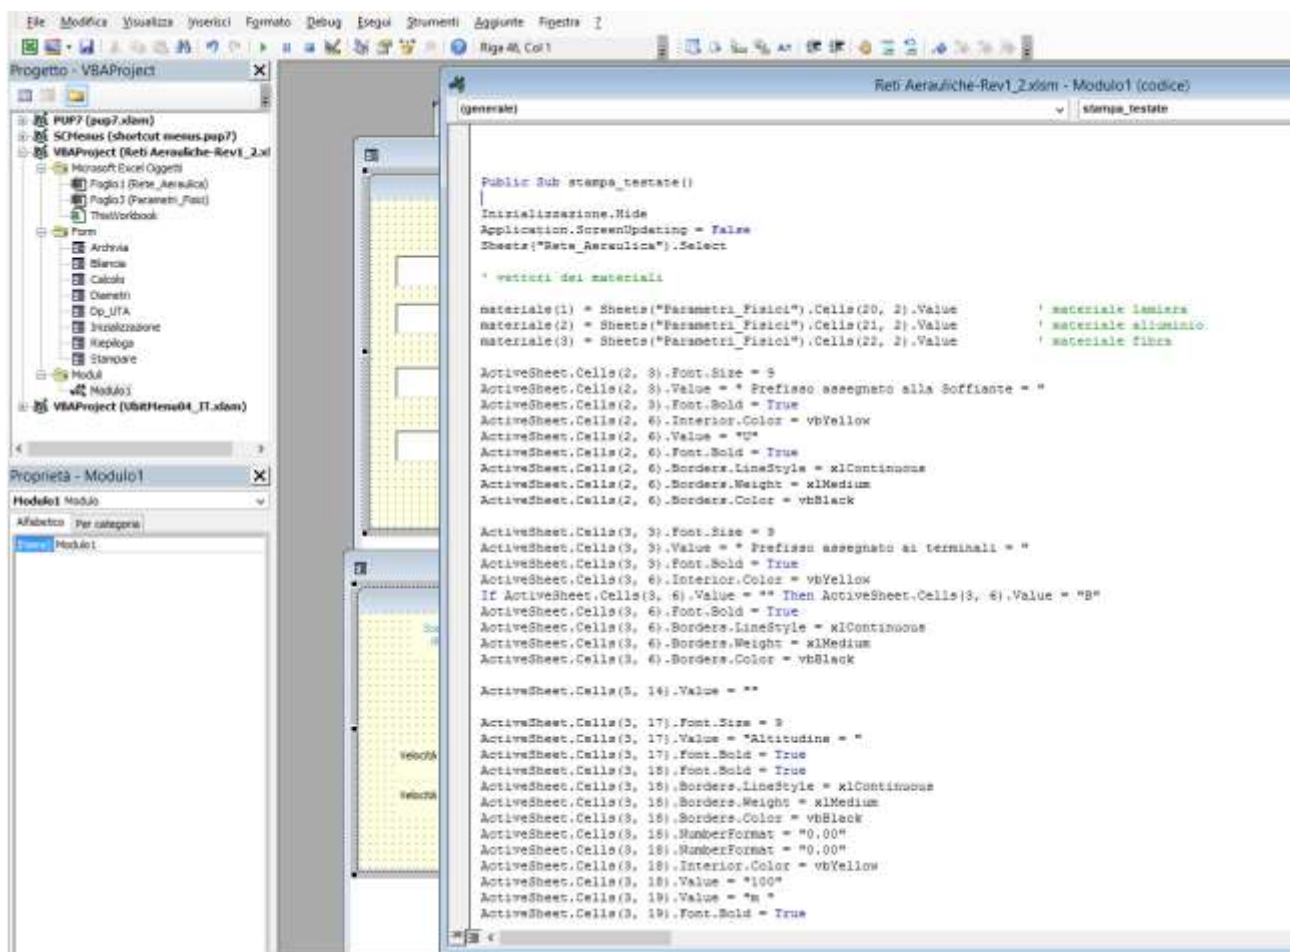 File Modifica Visualizza Inserisci Formato Debug Esegui Strumenti Aggiunte Finestra ?
Riga 46, Col 1
Progetto - VBAProject
PUP7 (pup7.xlam)
SCMenus (shortcut menus.pup7)
VBAProject (Reti Aerauliche-Rev1_2.xl
Microsoft Excel Oggetti
Foglio1 (Rete_Aeraulica)
Foglio3 (Parametri_Fisici)
ThisWorkbook
Form
Archivia
Bilancia
Calcolo
Diametri
Dp_UTA
Inizializzazione
Riepiloga
Stampare
Moduli
Modulo1
VBAProject (UbitMenu04_IT.xlam)
Proprietà - Modulo1
Modulo1 Modulo
Alfabetico Per categoria
Modulo1
Velocità
Velocità
Reti Aerauliche-Rev1_2.xlsm - Modulo1 (codice)
(generale) stampa_testate
Public Sub stampa_testate()
Inizializzazione.Hide
Application.ScreenUpdating = False
Sheets("Rete_Aeraulica").Select
' vettori dei materiali
materiale(1) = Sheets("Parametri_Fisici").Cells(20, 2).Value ' materiale lamiera
materiale(2) = Sheets("Parametri_Fisici").Cells(21, 2).Value ' materiale alluminio
materiale(3) = Sheets("Parametri_Fisici").Cells(22, 2).Value ' materiale fibra
ActiveSheet.Cells(2, 3).Font.Size = 9
ActiveSheet.Cells(2, 3).Value = " Prefisso assegnato alla Soffiante = "
ActiveSheet.Cells(2, 3).Font.Bold = True
ActiveSheet.Cells(2, 6).Interior.Color = vbYellow
ActiveSheet.Cells(2, 6).Value = "U"
ActiveSheet.Cells(2, 6).Font.Bold = True
ActiveSheet.Cells(2, 6).Borders.LineStyle = xlContinuous
ActiveSheet.Cells(2, 6).Borders.Weight = xlMedium
ActiveSheet.Cells(2, 6).Borders.Color = vbBlack
ActiveSheet.Cells(3, 3).Font.Size = 9
ActiveSheet.Cells(3, 3).Value = " Prefisso assegnato ai terminali = "
ActiveSheet.Cells(3, 3).Font.Bold = True
ActiveSheet.Cells(3, 6).Interior.Color = vbYellow
If ActiveSheet.Cells(3, 6).Value = "" Then ActiveSheet.Cells(3, 6).Value = "B"
ActiveSheet.Cells(3, 6).Font.Bold = True
ActiveSheet.Cells(3, 6).Borders.LineStyle = xlContinuous
ActiveSheet.Cells(3, 6).Borders.Weight = xlMedium
ActiveSheet.Cells(3, 6).Borders.Color = vbBlack
ActiveSheet.Cells(5, 14).Value = ""
ActiveSheet.Cells(3, 17).Font.Size = 9
ActiveSheet.Cells(3, 17).Value = "Altitudine = "
ActiveSheet.Cells(3, 17).Font.Bold = True
ActiveSheet.Cells(3, 18).Font.Bold = True
ActiveSheet.Cells(3, 18).Borders.LineStyle = xlContinuous
ActiveSheet.Cells(3, 18).Borders.Weight = xlMedium
ActiveSheet.Cells(3, 18).Borders.Color = vbBlack
ActiveSheet.Cells(3, 18).NumberFormat = "0.00"
ActiveSheet.Cells(3, 18).NumberFormat = "0.00"
ActiveSheet.Cells(3, 18).Interior.Color = vbYellow
ActiveSheet.Cells(3, 18).Value = "100"
ActiveSheet.Cells(3, 19).Value = "m "
ActiveSheet.Cells(3, 19).Font.Bold = True